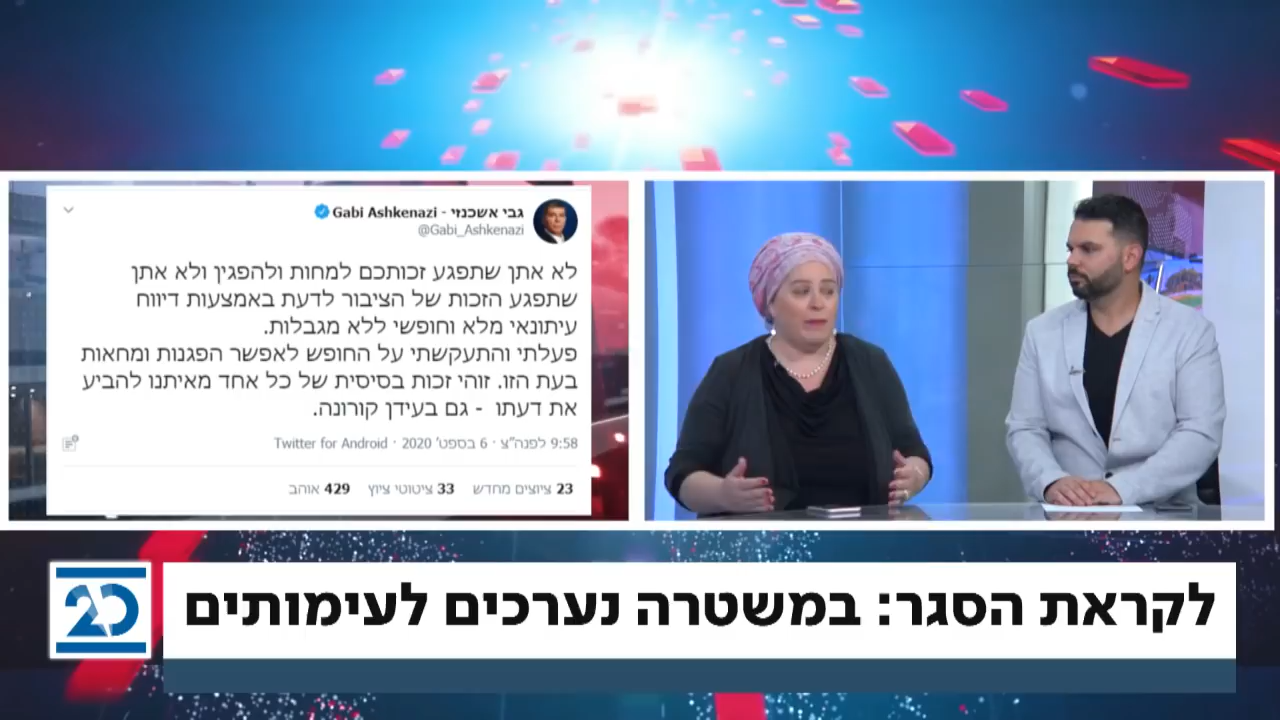 גבי אשכנזי - Gabi Ashkenazi
@Gabi_Ashkenazi
לא אתן שתפגע זכותכם למחות ולהפגין ולא אתן
שתפגע הזכות של הציבור לדעת באמצעות דיווח
עיתונאי מלא וחופשי ללא מגבלות.
פעלתי והתעקשתי על החופש לאפשר הפגנות ומחאות
בעת הזו. זוהי זכות בסיסית של כל אחד מאיתנו להביע
את דעתו - גם בעידן קורונה.
9:58 לפנה"צ · 6 בספט' 2020 · Twitter for Android
23 ציוצים מחדש 33 ציטוטי ציוץ 429 אוהב
20
לקראת הסגר: במשטרה נערכים לעימותים